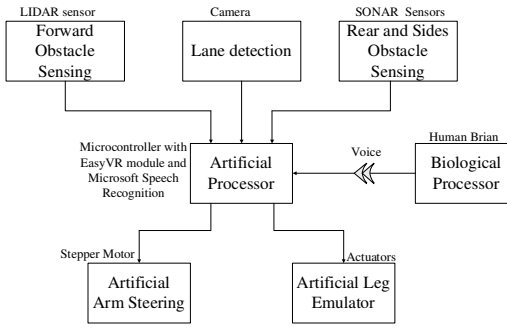 LIDAR sensor
Camera
SONAR Sensors
Forward
Obstacle
Sensing
Lane detection
Rear and Sides
Obstacle
Sensing
Microcontroller with
EasyVR module and
Microsoft Speech
Recognition
Artificial
Processor
Voice
Human Brian
Biological
Processor
Stepper Motor
Artificial
Arm Steering
Actuators
Artificial Leg
Emulator